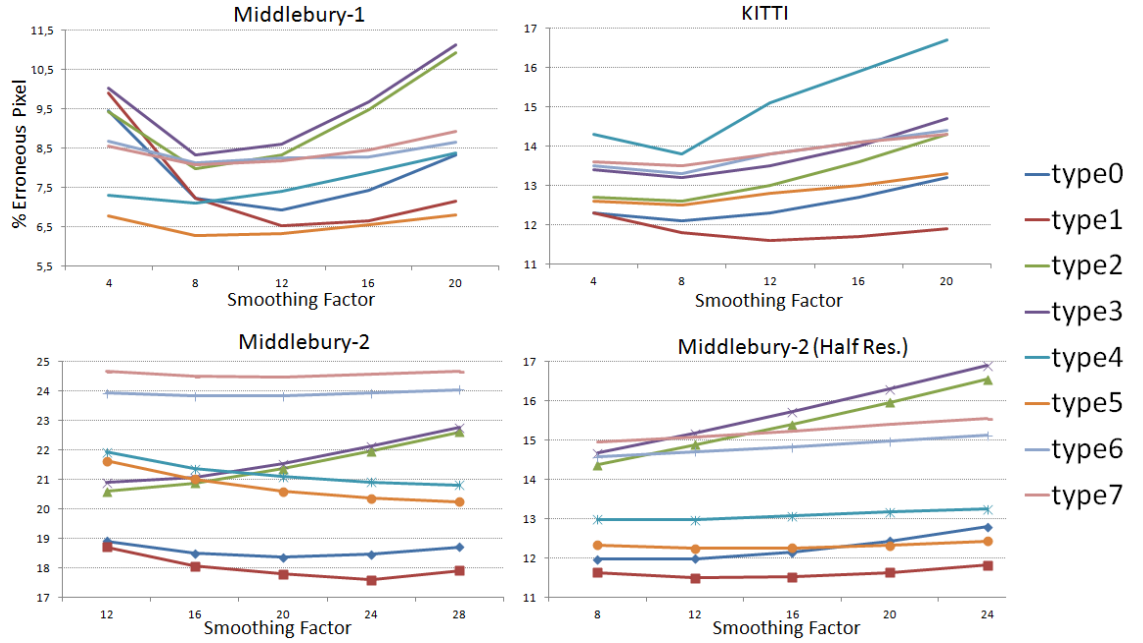 Middlebury-1
% Erroneous Pixel
11,5
10,5
9,5
8,5
7,5
6,5
5,5
4 8 12 16 20
Smoothing Factor
KITTI
17
16
15
14
13
12
11
4 8 12 16 20
Smoothing Factor
Middlebury-2
25
24
23
22
21
20
19
18
17
12 16 20 24 28
Smoothing Factor
Middlebury-2 (Half Res.)
17
16
15
14
13
12
11
8 12 16 20 24
Smoothing Factor
type0
type1
type2
type3
type4
type5
type6
type7